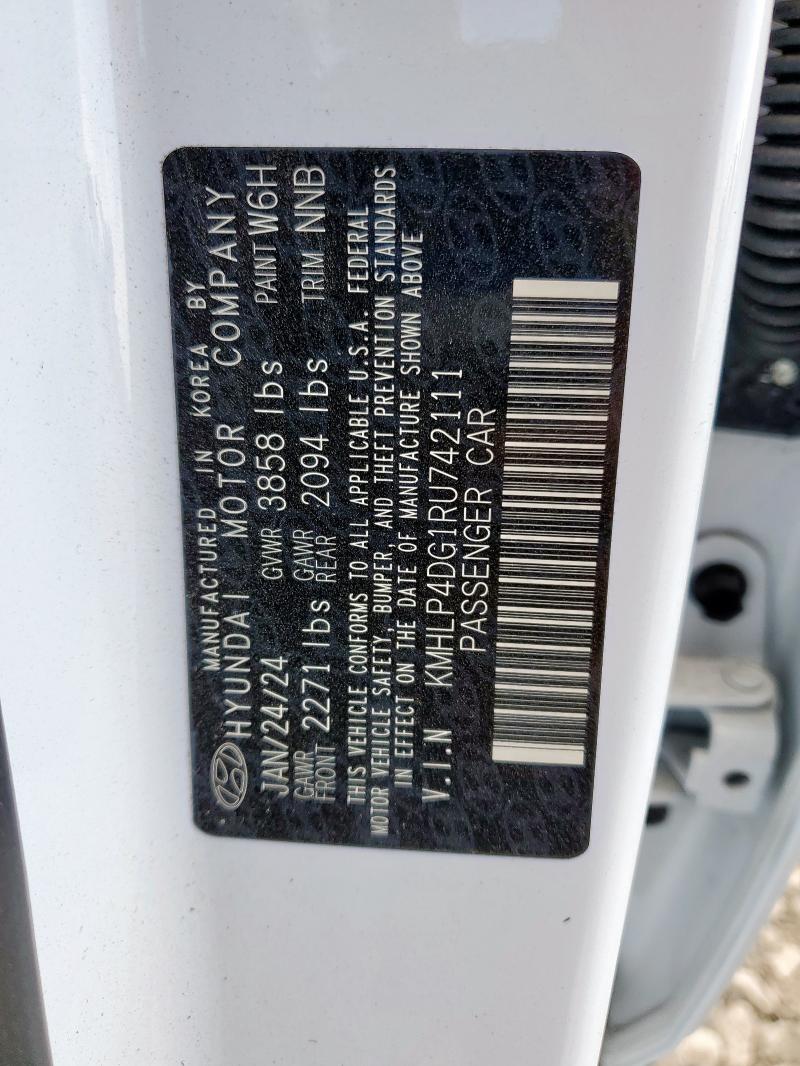 MANUFACTURED IN KOREA BY
HYUNDAI MOTOR COMPANY
JAN/24/24 GVWR 3858 lbs PAINT W6H
GAWR FRONT 2271 lbs GAWR REAR 2094 lbs TRIM NNB
THIS VEHICLE CONFORMS TO ALL APPLICABLE U.S.A. FEDERAL
MOTOR VEHICLE SAFETY, BUMPER, AND THEFT PREVENTION STANDARDS
IN EFFECT ON THE DATE OF MANUFACTURE SHOWN ABOVE
V.I.N KMHLP4DG1RU742111
PASSENGER CAR